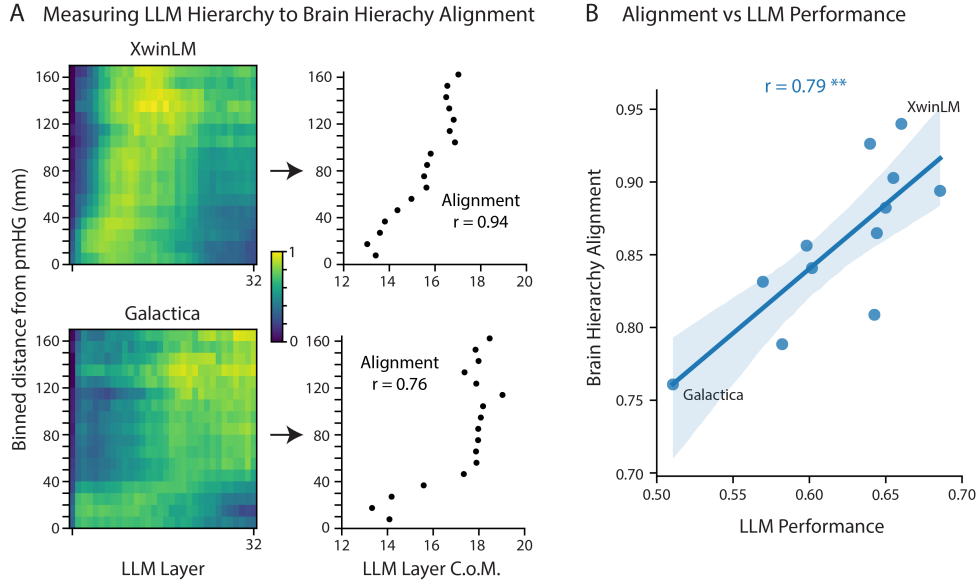 A Measuring LLM Hierarchy to Brain Hierachy Alignment
XwinLM
160
120
80
40
0
32
160
120
80
40
0
12 14 16 18 20
Alignment
r = 0.94
1
0
Binned distance from pmHG (mm)
Galactica
160
120
80
40
0
32
LLM Layer
160
120
80
40
0
12 14 16 18 20
Alignment
r = 0.76
LLM Layer C.o.M.
B Alignment vs LLM Performance
r = 0.79 **
XwinLM
Galactica
Brain Hierarchy Alignment
0.95
0.90
0.85
0.80
0.75
0.70
0.50 0.55 0.60 0.65 0.70
LLM Performance